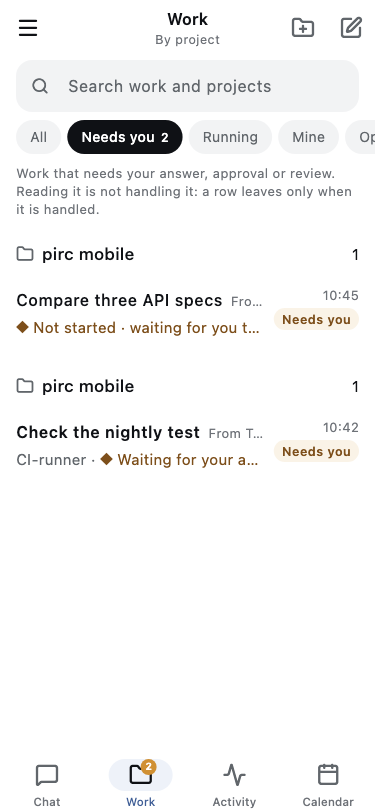 Work
By project
Search work and projects
All
Needs you 2
Running
Mine
Op
Work that needs your answer, approval or review.
Reading it is not handling it: a row leaves only when
it is handled.
pirc mobile 1
Compare three API specs Fro... 10:45
Not started · waiting for you t... Needs you
pirc mobile 1
Check the nightly test From T... 10:42
CI-runner · Waiting for your a... Needs you
2
Chat
Work
Activity
Calendar